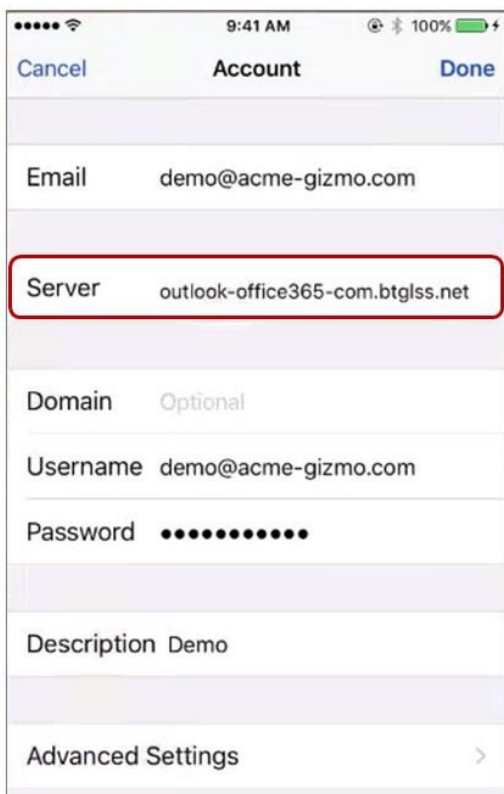 9:41 AM 100%
Cancel Account Done
Email demo@acme-gizmo.com
Server outlook-office365-com.btglss.net
Domain Optional
Username demo@acme-gizmo.com
Password •••••••••••
Description Demo
Advanced Settings